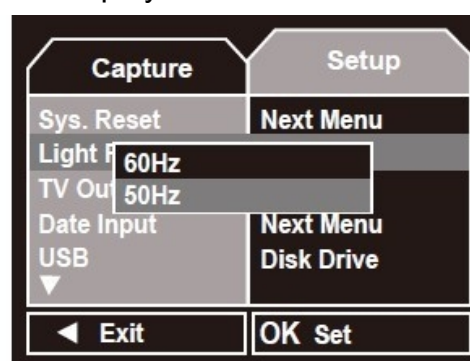 Capture Setup
Sys. Reset Next Menu
Light
60Hz
TV Out
50Hz
Date Input Next Menu
USB Disk Drive
◄ Exit OK Set